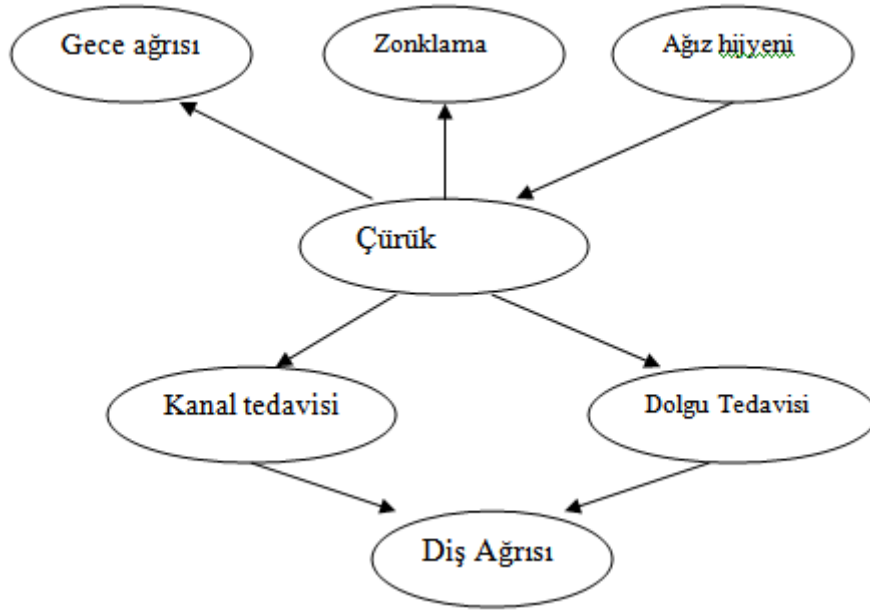 Gece ağrısı
Zonklama
Ağız hijyeni
Çürük
Kanal tedavisi
Dolgu Tedavisi
Diş Ağrısı